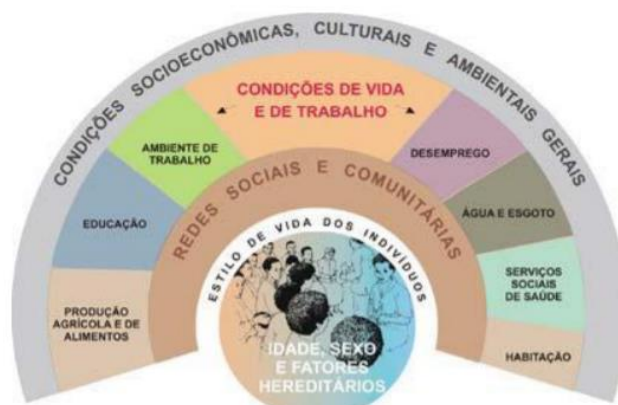 CONDIÇÕES SOCIOECONÔMICAS, CULTURAIS E AMBIENTAIS GERAIS
CONDIÇÕES DE VIDA
E DE TRABALHO
AMBIENTE DE
TRABALHO
DESEMPREGO
REDES SOCIAIS E COMUNITÁRIAS
EDUCAÇÃO
ÁGUA E ESGOTO
ESTILO DE VIDA DOS INDIVÍDUOS
PRODUÇÃO
AGRÍCOLA E DE
ALIMENTOS
SERVIÇOS
SOCIAIS
DE SAÚDE
HABITAÇÃO
IDADE, SEXO
E FATORES
HEREDITÁRIOS